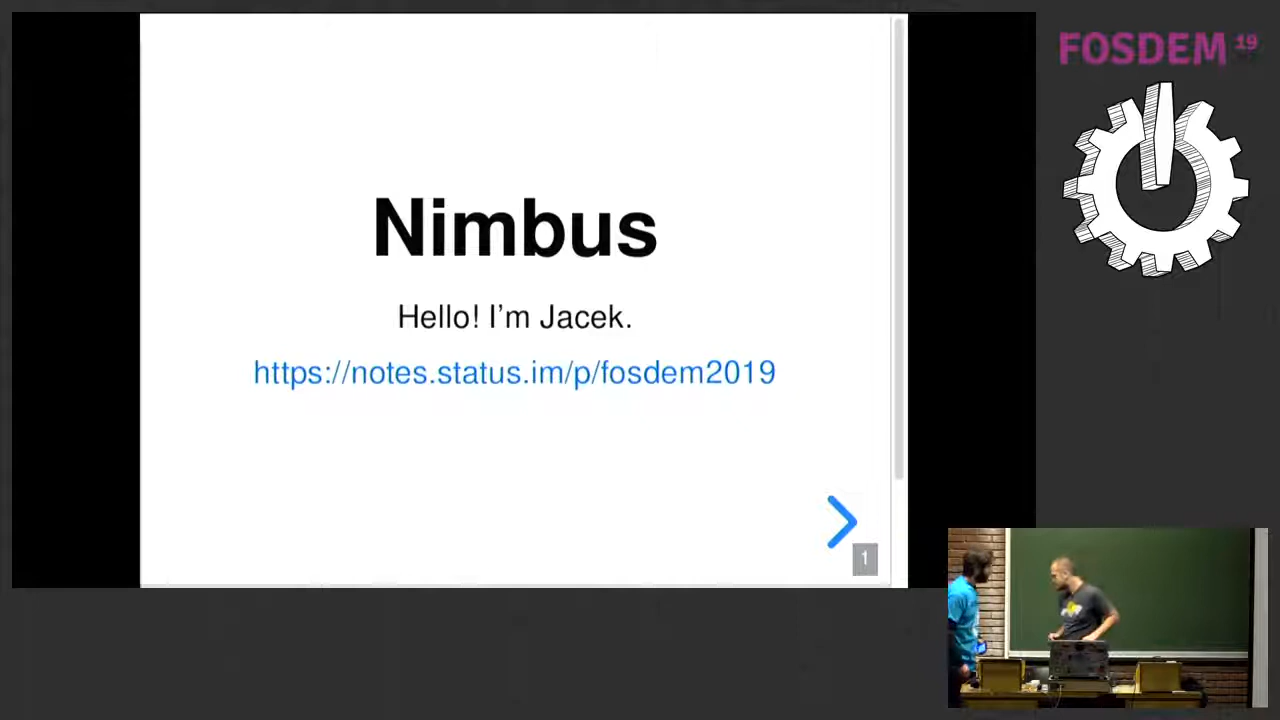 Nimbus
Hello! I'm Jacek.
https://notes.status.im/p/fosdem2019
1
FOSDEM 19